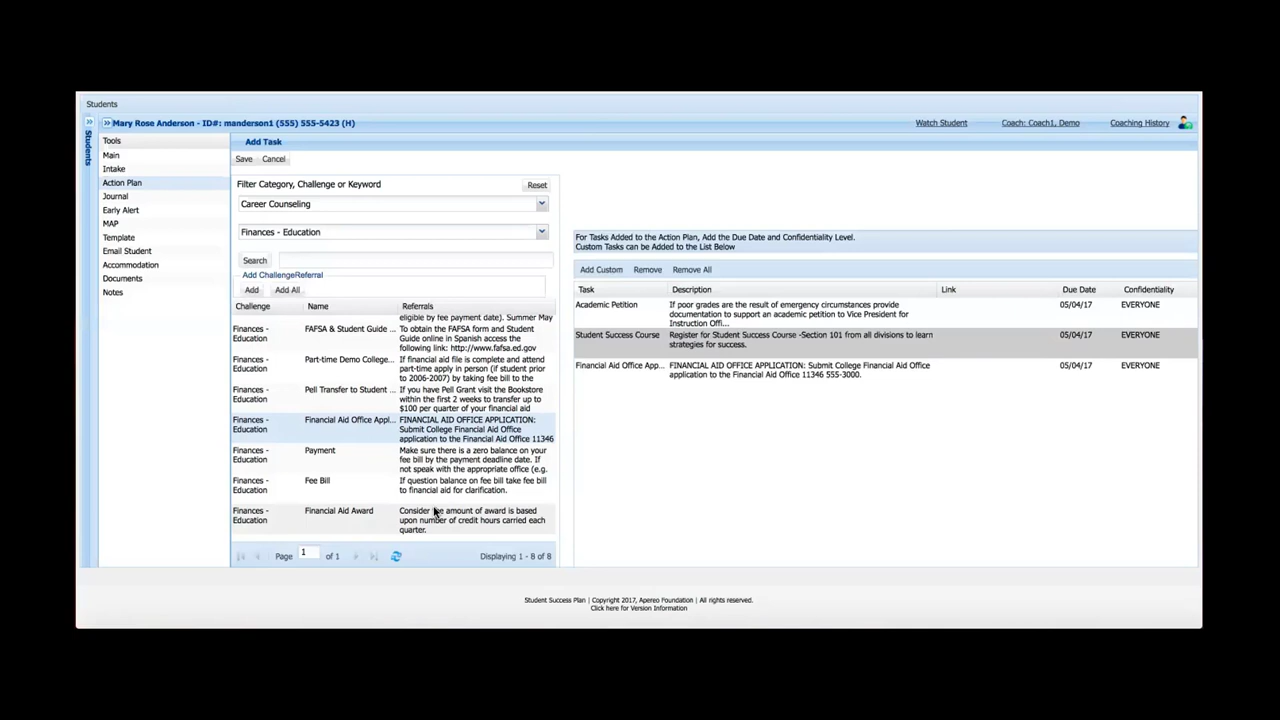 Students
Mary Rose Anderson - ID#: manderson1 (555) 555-5423 (H)
Watch Student
Coach: Coach1, Demo
Coaching History
Students
Tools
Main
Intake
Action Plan
Journal
Early Alert
MAP
Template
Email Student
Accommodation
Documents
Notes
Add Task
Save Cancel
Filter Category, Challenge or Keyword
Reset
Career Counseling
Finances - Education
Search
Add ChallengeReferral
Add Add All
Challenge Name Referrals
eligible by fee payment date). Summer May
Finances -
Education
FAFSA & Student Guide ...
To obtain the FAFSA form and Student
Guide online in Spanish access the
following link: http://www.fafsa.ed.gov
Finances -
Education
Part-time Demo College...
If financial aid file is complete and attend
part-time apply in person (if student prior
to 2006-2007) by taking fee bill to the
Finances -
Education
Pell Transfer to Student ...
If you have Pell Grant visit the Bookstore
within the first 2 weeks to transfer up to
$100 per quarter of your financial aid
Finances -
Education
Financial Aid Office Appl...
FINANCIAL AID OFFICE APPLICATION:
Submit College Financial Aid Office
application to the Financial Aid Office 11346
Finances -
Education
Payment
Make sure there is a zero balance on your
fee bill by the payment deadline date. If
not speak with the appropriate office (e.g.
Finances -
Education
Fee Bill
If question balance on fee bill take fee bill
to financial aid for clarification.
Finances -
Education
Financial Aid Award
Consider the amount of award is based
upon number of credit hours carried each
quarter.
Page 1 of 1
Displaying 1 - 8 of 8
For Tasks Added to the Action Plan, Add the Due Date and Confidentiality Level.
Custom Tasks can be Added to the List Below
Add Custom Remove Remove All
Task Description Link Due Date Confidentiality
Academic Petition
If poor grades are the result of emergency circumstances provide
documentation to support an academic petition to Vice President for
Instruction Offi...
05/04/17 EVERYONE
Student Success Course
Register for Student Success Course -Section 101 from all divisions to learn
strategies for success.
05/04/17 EVERYONE
Financial Aid Office App...
FINANCIAL AID OFFICE APPLICATION: Submit College Financial Aid Office
application to the Financial Aid Office 11346 555-3000.
05/04/17 EVERYONE
Student Success Plan | Copyright 2017, Apereo Foundation | All rights reserved.
Click here for Version Information